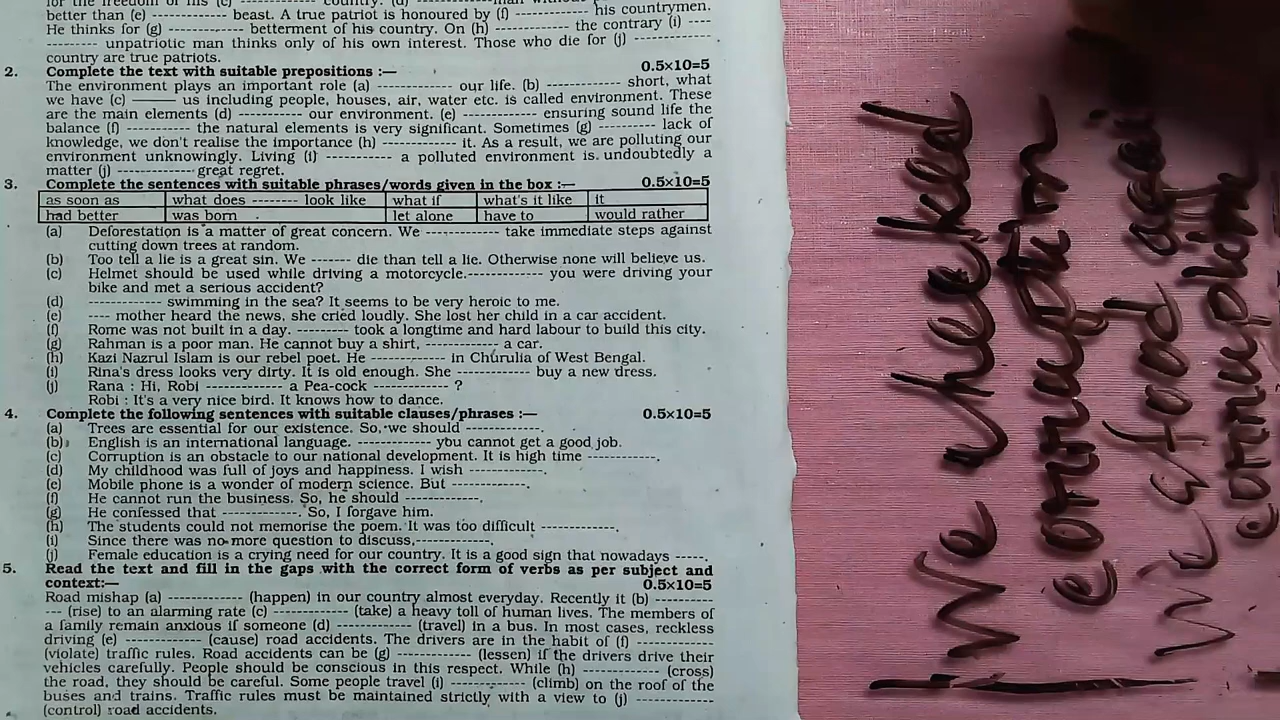 better than (e) ------------ beast. A true patriot is honoured by (f) ---------- his countrymen.
He thinks for (g) ------------ betterment of his country. On (h) ----------- the contrary (i) ----
-------- unpatriotic man thinks only of his own interest. Those who die for (j) ------------
country are true patriots.
2. Complete the text with suitable prepositions :— 0.5×10=5
The environment plays an important role (a) ------------ our life. (b) ------------ short, what
we have (c) ——— us including people, houses, air, water etc. is called environment. These
are the main elements (d) ---------- our environment. (e) ------------ ensuring sound life the
balance (f) ----------- the natural elements is very significant. Sometimes (g) --------- lack of
knowledge, we don't realise the importance (h) ----------- it. As a result, we are polluting our
environment unknowingly. Living (i) ----------- a polluted environment is undoubtedly a
matter (j) ------------ great regret.
3. Complete the sentences with suitable phrases/words given in the box :— 0.5×10=5
as soon as what does -------- look like what if what's it like it
had better was born let alone have to would rather
(a) Deforestation is a matter of great concern. We ------------ take immediate steps against
cutting down trees at random.
(b) Too tell a lie is a great sin. We ------ die than tell a lie. Otherwise none will believe us.
(c) Helmet should be used while driving a motorcycle.------------ you were driving your
bike and met a serious accident?
(d) ------------ swimming in the sea? It seems to be very heroic to me.
(e) ---- mother heard the news, she cried loudly. She lost her child in a car accident.
(f) Rome was not built in a day. --------- took a longtime and hard labour to build this city.
(g) Rahman is a poor man. He cannot buy a shirt, ------------ a car.
(h) Kazi Nazrul Islam is our rebel poet. He ------------ in Churulia of West Bengal.
(i) Rina's dress looks very dirty. It is old enough. She ------------ buy a new dress.
(j) Rana : Hi, Robi ------------ a Pea-cock ------------ ?
Robi : It's a very nice bird. It knows how to dance.
4. Complete the following sentences with suitable clauses/phrases :— 0.5×10=5
(a) Trees are essential for our existence. So, we should ------------.
(b) English is an international language. ------------ you cannot get a good job.
(c) Corruption is an obstacle to our national development. It is high time -----------.
(d) My childhood was full of joys and happiness. I wish ------------.
(e) Mobile phone is a wonder of modern science. But ------------.
(f) He cannot run the business. So, he should ------------.
(g) He confessed that ------------. So, I forgave him.
(h) The students could not memorise the poem. It was too difficult ------------.
(i) Since there was no more question to discuss,------------.
(j) Female education is a crying need for our country. It is a good sign that nowadays -----.
5. Read the text and fill in the gaps with the correct form of verbs as per subject and
context:— 0.5×10=5
Road mishap (a) ------------ (happen) in our country almost everyday. Recently it (b) ---------
--- (rise) to an alarming rate (c) ------------ (take) a heavy toll of human lives. The members of
a family remain anxious if someone (d) ------------ (travel) in a bus. In most cases, reckless
driving (e) ------------ (cause) road accidents. The drivers are in the habit of (f) ------------
(violate) traffic rules. Road accidents can be (g) ------------ (lessen) if the drivers drive their
vehicles carefully. People should be conscious in this respect. While (h) ------------ (cross)
the road, they should be careful. Some people travel (i) ------------ (climb) on the roof of the
buses and trains. Traffic rules must be maintained strictly with a view to (j) ------------
(control) road accidents.
We